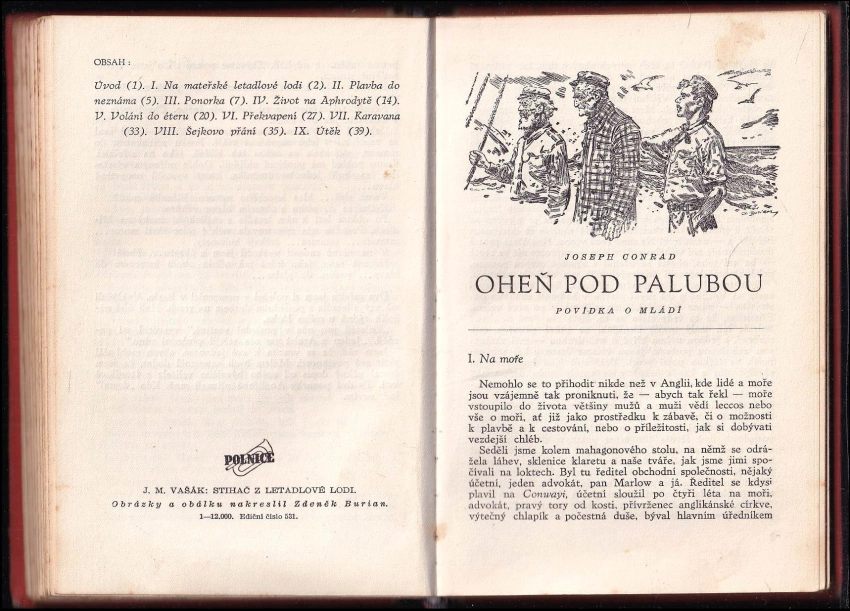 OBSAH:
Úvod (1). I. Na mateřské letadlové lodi (2). II. Plavba do
neznáma (5). III. Ponorka (7). IV. Život na Aphrodytě (14).
V. Volání do éteru (20). VI. Překvapení (27). VII. Karavana
(33). VIII. Šejkovo přání (35). IX. Útěk (39).
POLNICE
J. M. VAŠÁK: STIHAČ Z LETADLOVÉ LODI.
Obrázky a obálku nakreslil Zdeněk Burian.
1—12.000. Ediční číslo 531.
JOSEPH CONRAD
OHEŇ POD PALUBOU
POVÍDKA O MLÁDÍ
I. Na moře
Nemohlo se to přihodit nikde než v Anglii, kde lidé a moře
jsou vzájemně tak proniknuti, že — abych tak řekl — moře
vstoupilo do života většiny mužů a muži vědí leccos nebo
vše o moři, ať již jako prostředku k zábavě, či o možnosti
k plavbě a k cestování, nebo o příležitosti, jak si dobývati
vezdejší chléb.
Seděli jsme kolem mahagonového stolu, na němž se odrá-
žela láhev, sklenice klaretu a naše tváře, jak jsme jimi spo-
čívali na loktech. Byl tu ředitel obchodní společnosti, nějaký
účetní, jeden advokát, pan Marlow a já. Ředitel se kdysi
plavil na Conwayi, účetní sloužil po čtyři léta na moři,
advokát, pravý tory od kosti, přívrženec anglikánské církve,
výtečný chlapík a počestná duše, býval hlavním úředníkem